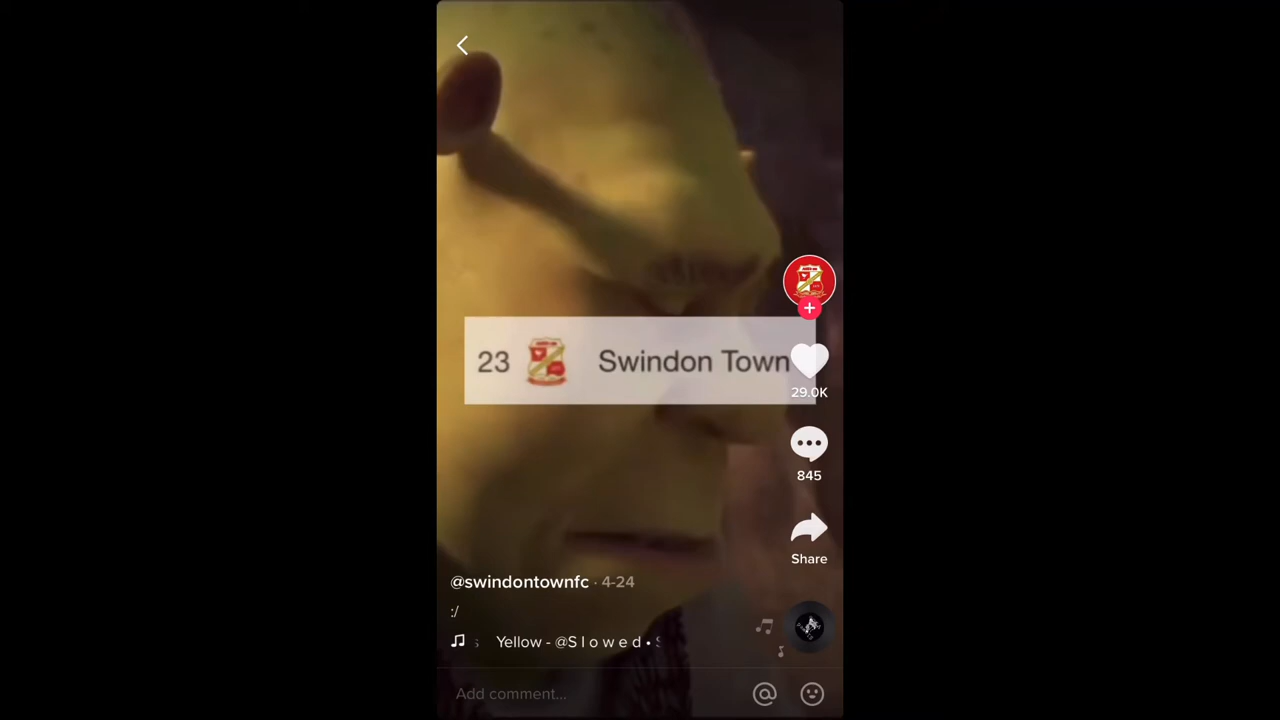 23 Swindon Town
29.0K
845
Share
@swindontownfc · 4-24
:/
Yellow - @S l o w e d •
Add comment...